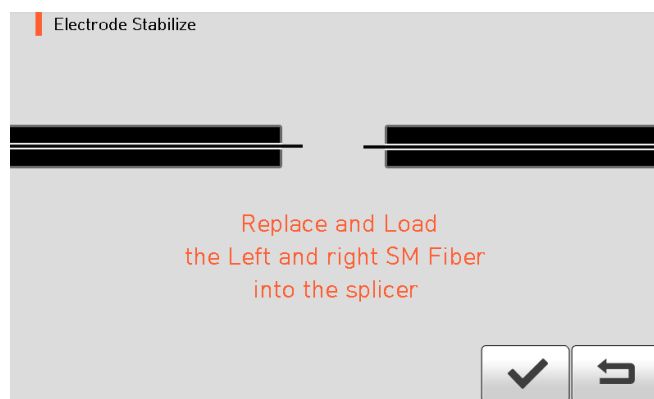 Electrode Stabilize
Replace and Load
the Left and right SM Fiber
into the splicer